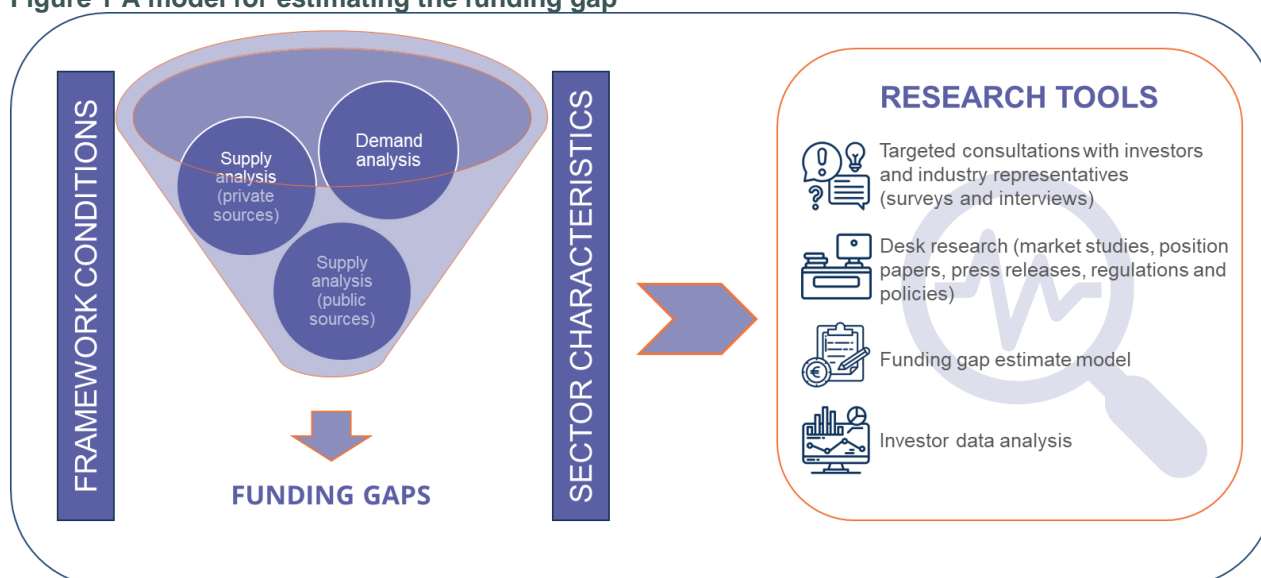 Figure 1 A model for estimating the funding gap
FRAMEWORK CONDITIONS
Supply
analysis
(private
sources)
Demand
analysis
Supply
analysis
(public
sources)
FUNDING GAPS
SECTOR CHARACTERISTICS
RESEARCH TOOLS
Targeted consultations with investors
and industry representatives
(surveys and interviews)
Desk research (market studies, position
papers, press releases, regulations and
policies)
Funding gap estimate model
Investor data analysis